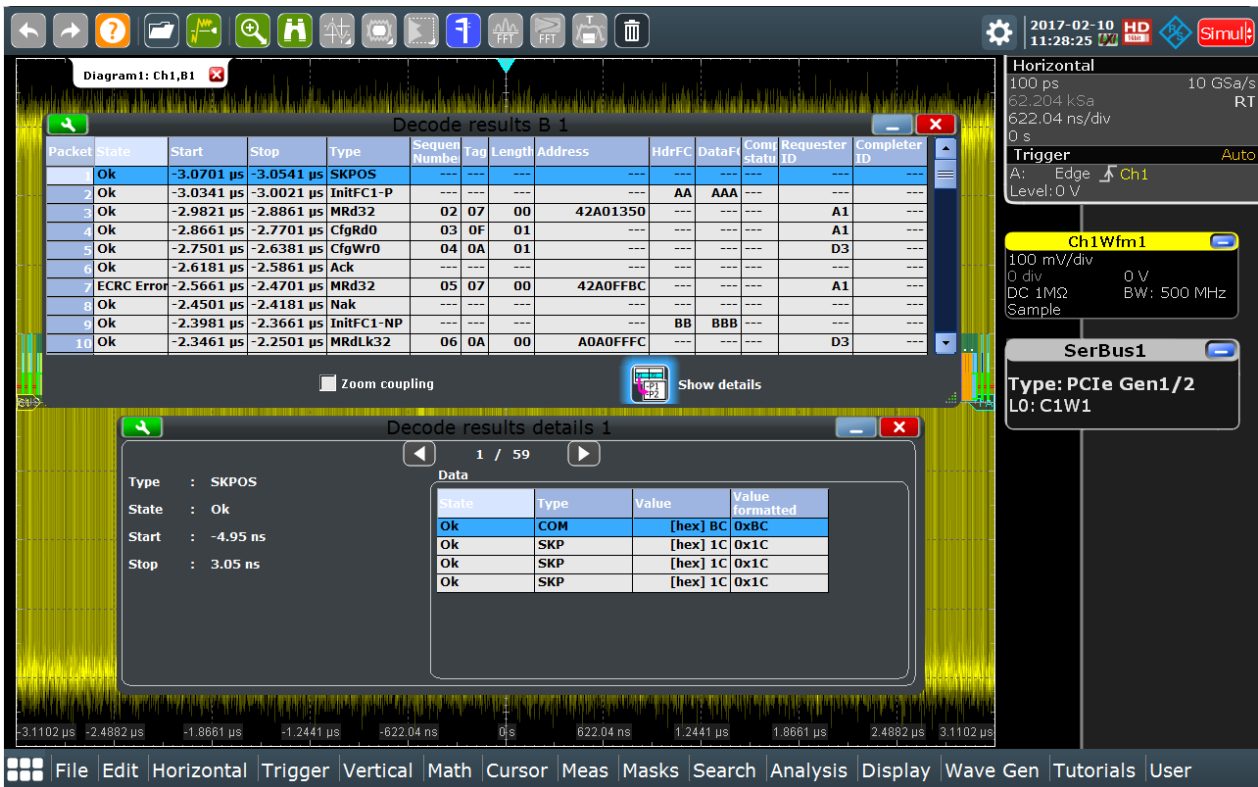 2017-02-10
11:28:25
HD
16bit
Simul
FFT
FFT
Diagram1: Ch1,B1
Horizontal
100 ps 10 GSa/s
62.204 kSa RT
622.04 ns/div
0 s
Trigger Auto
A: Edge Ch1
Level: 0 V
Ch1Wfm1
100 mV/div
0 div 0 V
DC 1MΩ BW: 500 MHz
Sample
SerBus1
Type: PCIe Gen1/2
L0: C1W1
Decode results B 1
Packet State Start Stop Type Sequen Numbe Tag Length Address HdrFC DataF Comp statu Requester ID Completer ID
1 Ok -3.0701 µs -3.0541 µs SKPOS --- --- --- --- --- --- --- --- ---
2 Ok -3.0341 µs -3.0021 µs InitFC1-P --- --- --- --- AA AAA --- --- ---
3 Ok -2.9821 µs -2.8861 µs MRd32 02 07 00 42A01350 --- --- --- A1 ---
4 Ok -2.8661 µs -2.7701 µs CfgRd0 03 0F 01 --- --- --- --- A1 ---
5 Ok -2.7501 µs -2.6381 µs CfgWr0 04 0A 01 --- --- --- --- D3 ---
6 Ok -2.6181 µs -2.5861 µs Ack --- --- --- --- --- --- --- --- ---
7 ECRC Error -2.5661 µs -2.4701 µs MRd32 05 07 00 42A0FFBC --- --- --- A1 ---
8 Ok -2.4501 µs -2.4181 µs Nak --- --- --- --- --- --- --- --- ---
9 Ok -2.3981 µs -2.3661 µs InitFC1-NP --- --- --- --- BB BBB --- --- ---
10 Ok -2.3461 µs -2.2501 µs MRdLk32 06 0A 00 A0A0FFFC --- --- --- D3 ---
Zoom coupling
Show details
Decode results details 1
1 / 59
Type : SKPOS
State : Ok
Start : -4.95 ns
Stop : 3.05 ns
Data
State Type Value Value formatted
Ok COM [hex] BC 0xBC
Ok SKP [hex] 1C 0x1C
Ok SKP [hex] 1C 0x1C
Ok SKP [hex] 1C 0x1C
-3.1102 µs -2.4882 µs -1.8661 µs -1.2441 µs -622.04 ns 0 s 622.04 ns 1.2441 µs 1.8661 µs 2.4882 µs 3.1102 µs
File Edit Horizontal Trigger Vertical Math Cursor Meas Masks Search Analysis Display Wave Gen Tutorials User